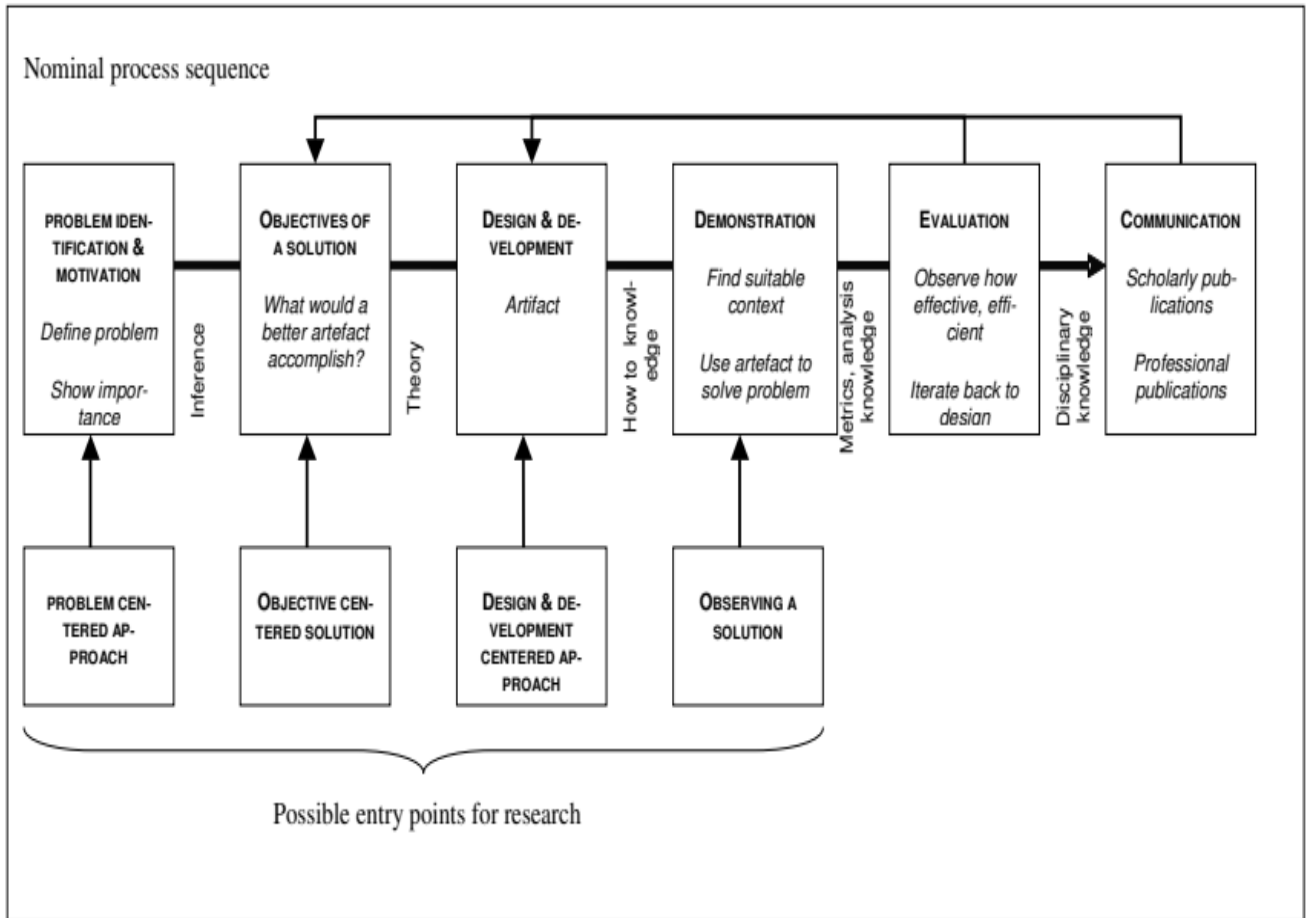 Nominal process sequence
PROBLEM IDEN-
TIFICATION &
MOTIVATION
Define problem
Show impor-
tance
Inference
OBJECTIVES OF
A SOLUTION
What would a
better artefact
accomplish?
Theory
DESIGN & DE-
VELOPMENT
Artifact
How to knowl-
edge
DEMONSTRATION
Find suitable
context
Use artefact to
solve problem
Metrics, analysis
knowledge
EVALUATION
Observe how
effective, effi-
cient
Iterate back to
design
Disciplinary
knowledge
COMMUNICATION
Scholarly pub-
lications
Professional
publications
PROBLEM CEN-
TERED AP-
PROACH
OBJECTIVE CEN-
TERED SOLUTION
DESIGN & DE-
VELOPMENT
CENTERED AP-
PROACH
OBSERVING A
SOLUTION
Possible entry points for research